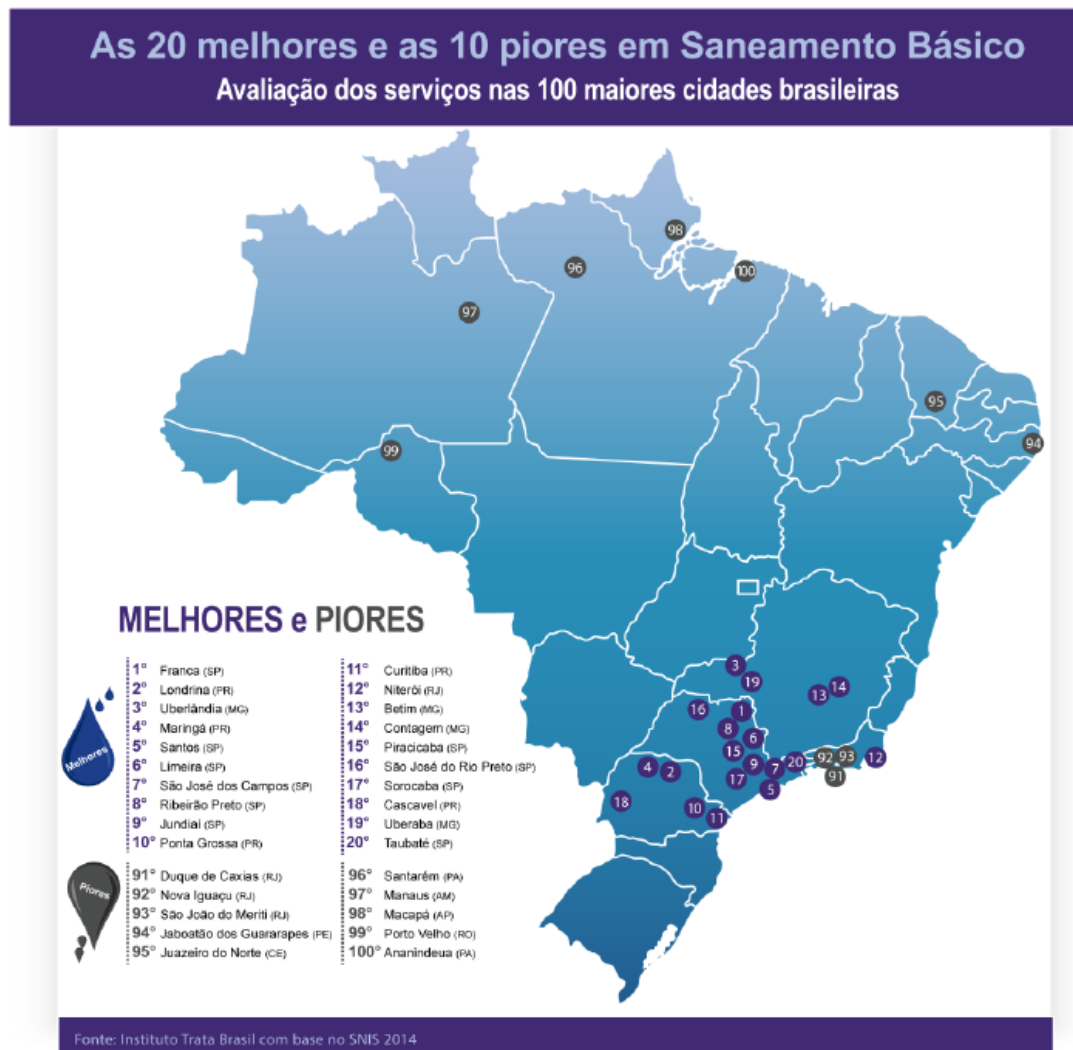 As 20 melhores e as 10 piores em Saneamento Básico
Avaliação dos serviços nas 100 maiores cidades brasileiras
98
96
100
97
95
94
99
MELHORES e PIORES
Melhores
1° Franca (SP)
2° Londrina (PR)
3° Uberlândia (MG)
4° Maringá (PR)
5° Santos (SP)
6° Limeira (SP)
7° São José dos Campos (SP)
8° Ribeirão Preto (SP)
9° Jundiaí (SP)
10° Ponta Grossa (PR)
11° Curitiba (PR)
12° Niterói (RJ)
13° Betim (MG)
14° Contagem (MG)
15° Piracicaba (SP)
16° São José do Rio Preto (SP)
17° Sorocaba (SP)
18° Cascavel (PR)
19° Uberaba (MG)
20° Taubaté (SP)
3
19
14
13
16
1
8
6
15
9
7
20
92
93
12
91
17
5
4
2
18
10
11
Piores
91° Duque de Caxias (RJ)
92° Nova Iguaçu (RJ)
93° São João do Meriti (RJ)
94° Jaboatão dos Guararapes (PE)
95° Juazeiro do Norte (CE)
96° Santarém (PA)
97° Manaus (AM)
98° Macapá (AP)
99° Porto Velho (RO)
100° Ananindeua (PA)
Fonte: Instituto Trata Brasil com base no SNIS 2014